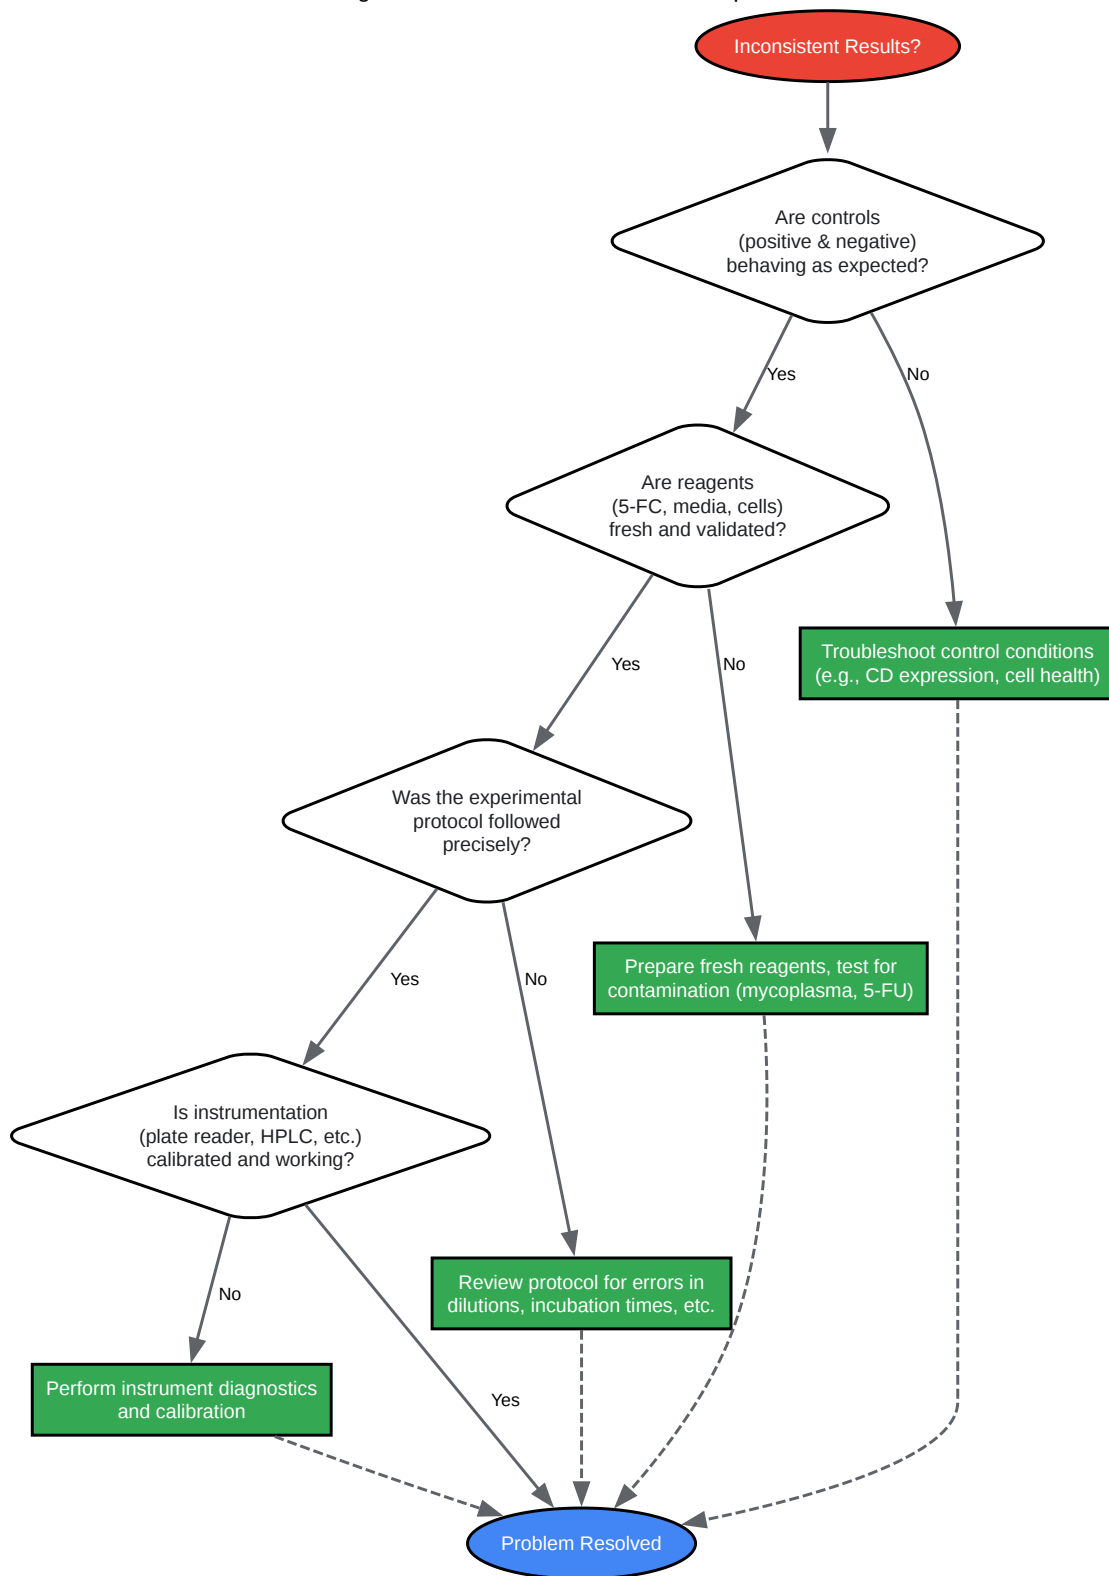 Inconsistent Results?
Are controls
(positive & negative)
behaving as expected?
Yes
No
Are reagents
(5-FC, media, cells)
fresh and validated?
Troubleshoot control conditions
(e.g., CD expression, cell health)
Yes
No
Was the experimental
protocol followed
precisely?
Prepare fresh reagents, test for
contamination (mycoplasma, 5-FU)
Yes
No
Is instrumentation
(plate reader, HPLC, etc.)
calibrated and working?
Review protocol for errors in
dilutions, incubation times, etc.
No
Yes
Perform instrument diagnostics
and calibration
Problem Resolved